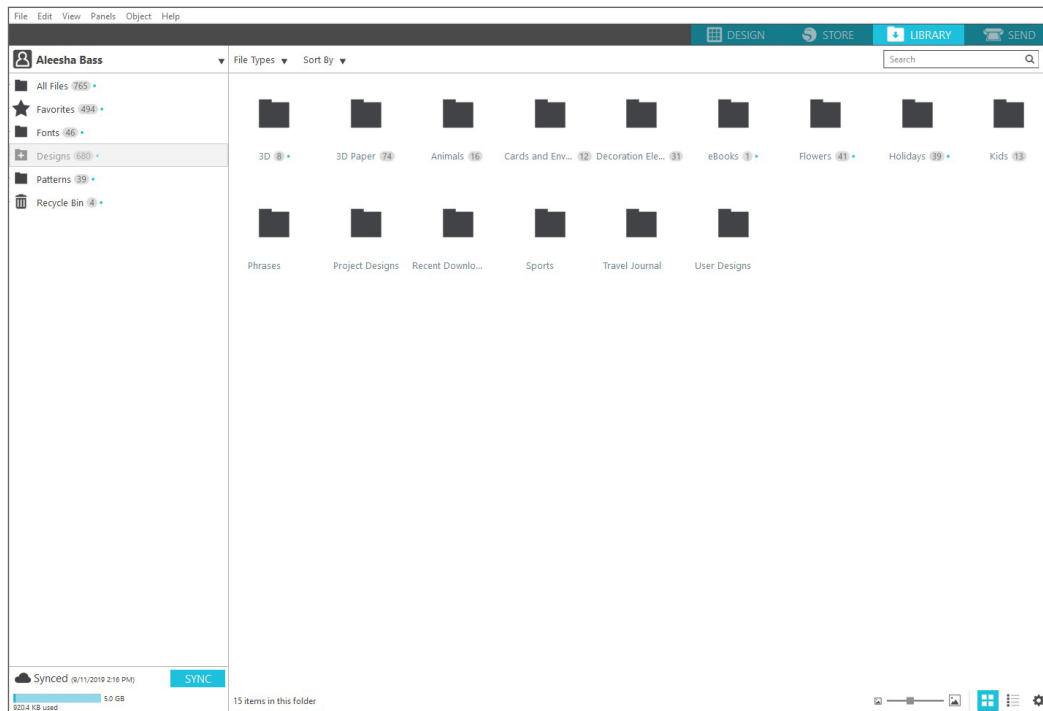 File Edit View Panels Object Help
DESIGN STORE LIBRARY SEND
Aleesha Bass
File Types Sort By Search
All Files 765
Favorites 494
Fonts 46
Designs 680
Patterns 39
Recycle Bin 4
3D 8 3D Paper 74 Animals 16 Cards and Env... 12 Decoration Ele... 31 eBooks 1 Flowers 41 Holidays 39 Kids 13
Phrases Project Designs Recent Downlo... Sports Travel Journal User Designs
Synced (9/11/2019 2:16 PM) SYNC
5.0 GB
920.4 KB used
15 items in this folder